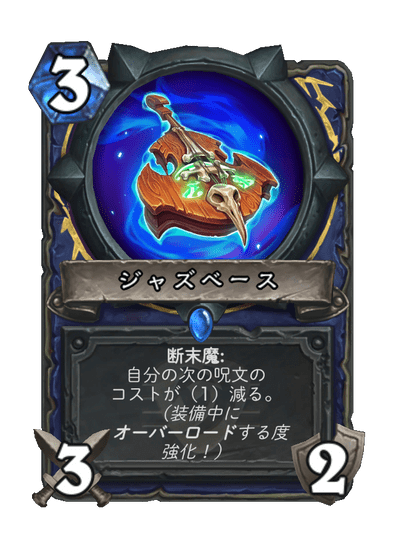 3
ジャズベース
断末魔:
自分の次の呪文の
コストが（1）減る。
(装備中に
オーバーロードする度
強化！)
3
2